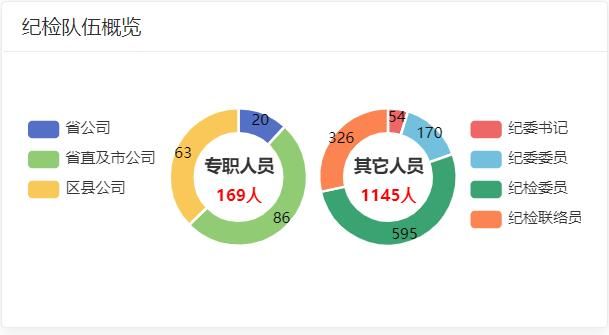 纪检队伍概览
省公司
省直及市公司
区县公司
20
63
86
专职人员
169人
54
170
326
595
其它人员
1145人
纪委书记
纪委委员
纪检委员
纪检联络员